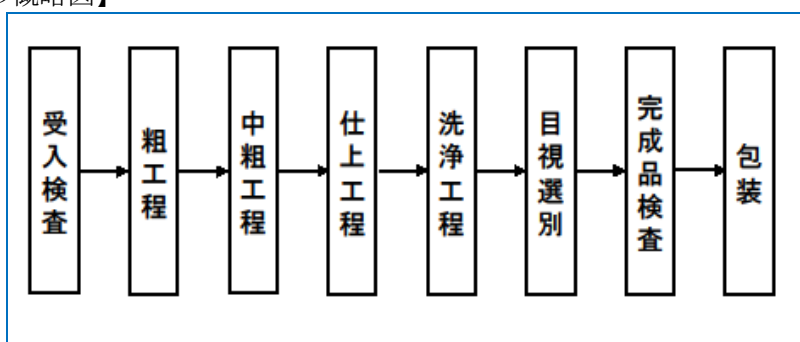 概略図】
受入検査
粗工程
中粗工程
仕上工程
洗浄工程
目視選別
完成品検査
包装